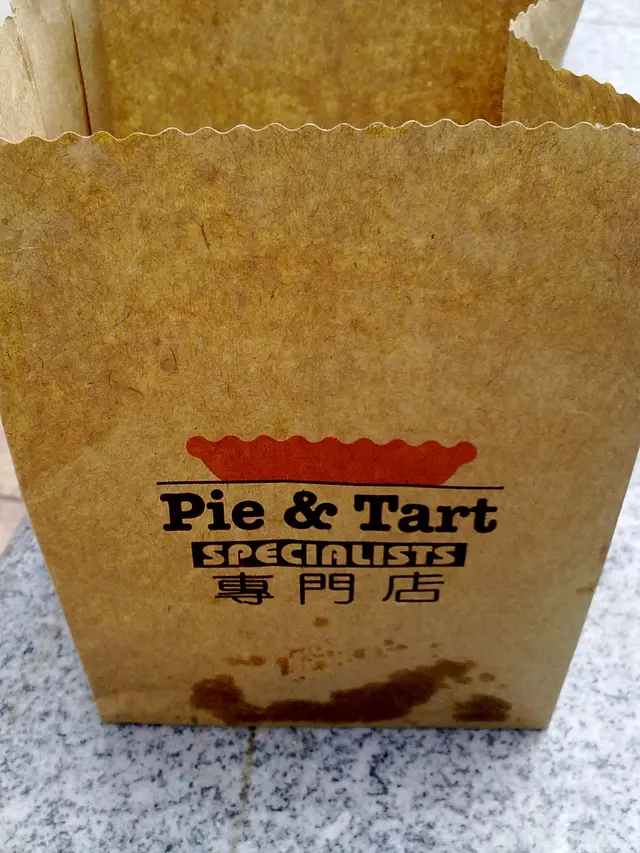 Pie & Tart
SPECIALISTS
專門店